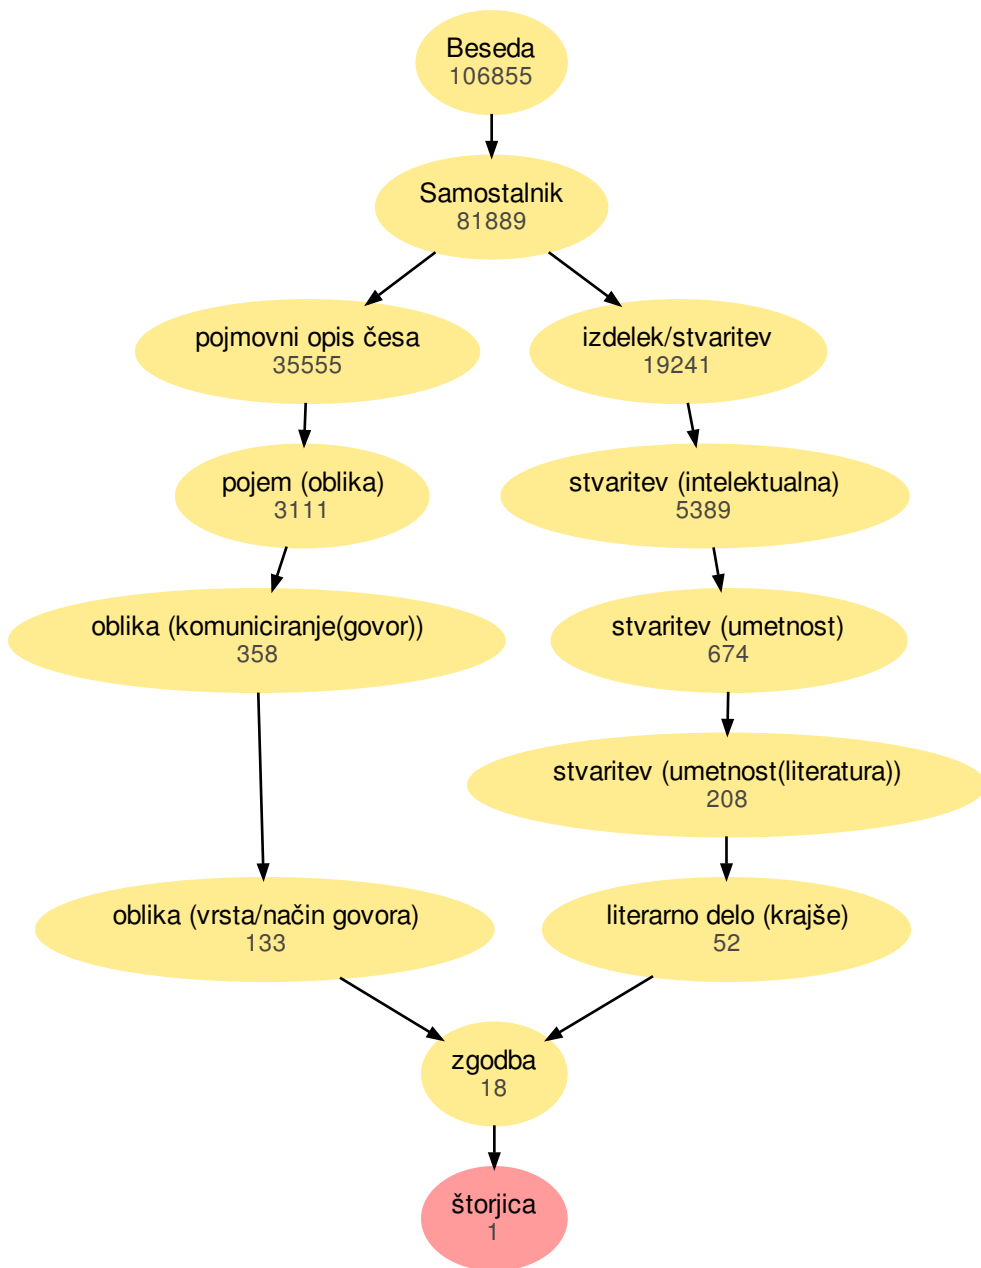 Beseda
106855
Samostalnik
81889
pojmovni opis česa
35555
izdelek/stvaritev
19241
pojem (oblika)
3111
stvaritev (intelektualna)
5389
oblika (komuniciranje(govor))
358
stvaritev (umetnost)
674
stvaritev (umetnost(literatura))
208
oblika (vrsta/način govora)
133
literarno delo (krajše)
52
zgodba
18
štorjica
1